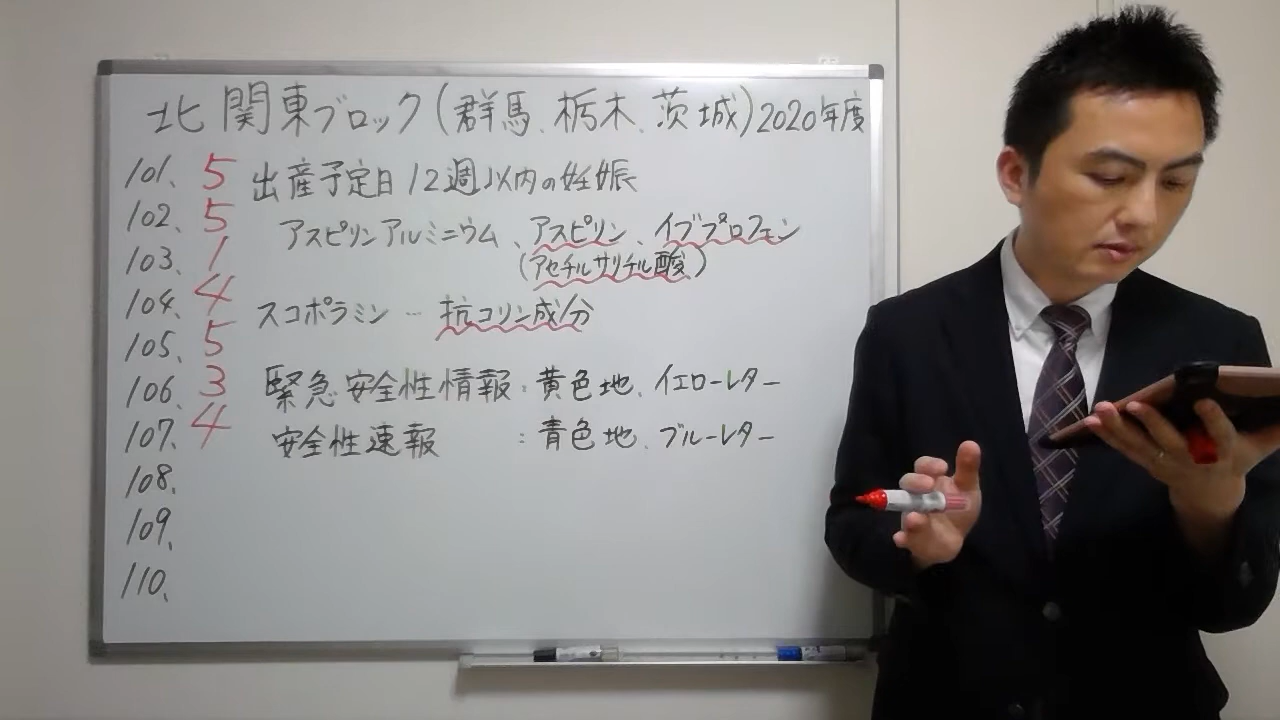 北関東ブロック(群馬、栃木、茨城)2020年度
101、5 出産予定日12週以内の妊娠
102、5 アスピリンアルミニウム、アスピリン、イブプロフェン
103、1 (アセチルサリチル酸)
104、4 スコポラミン … 抗コリン成分
105、5
106、3 緊急安全性情報:黄色地、イエローレター
107、4 安全性速報 :青色地、ブルーレター
108、
109、
110、